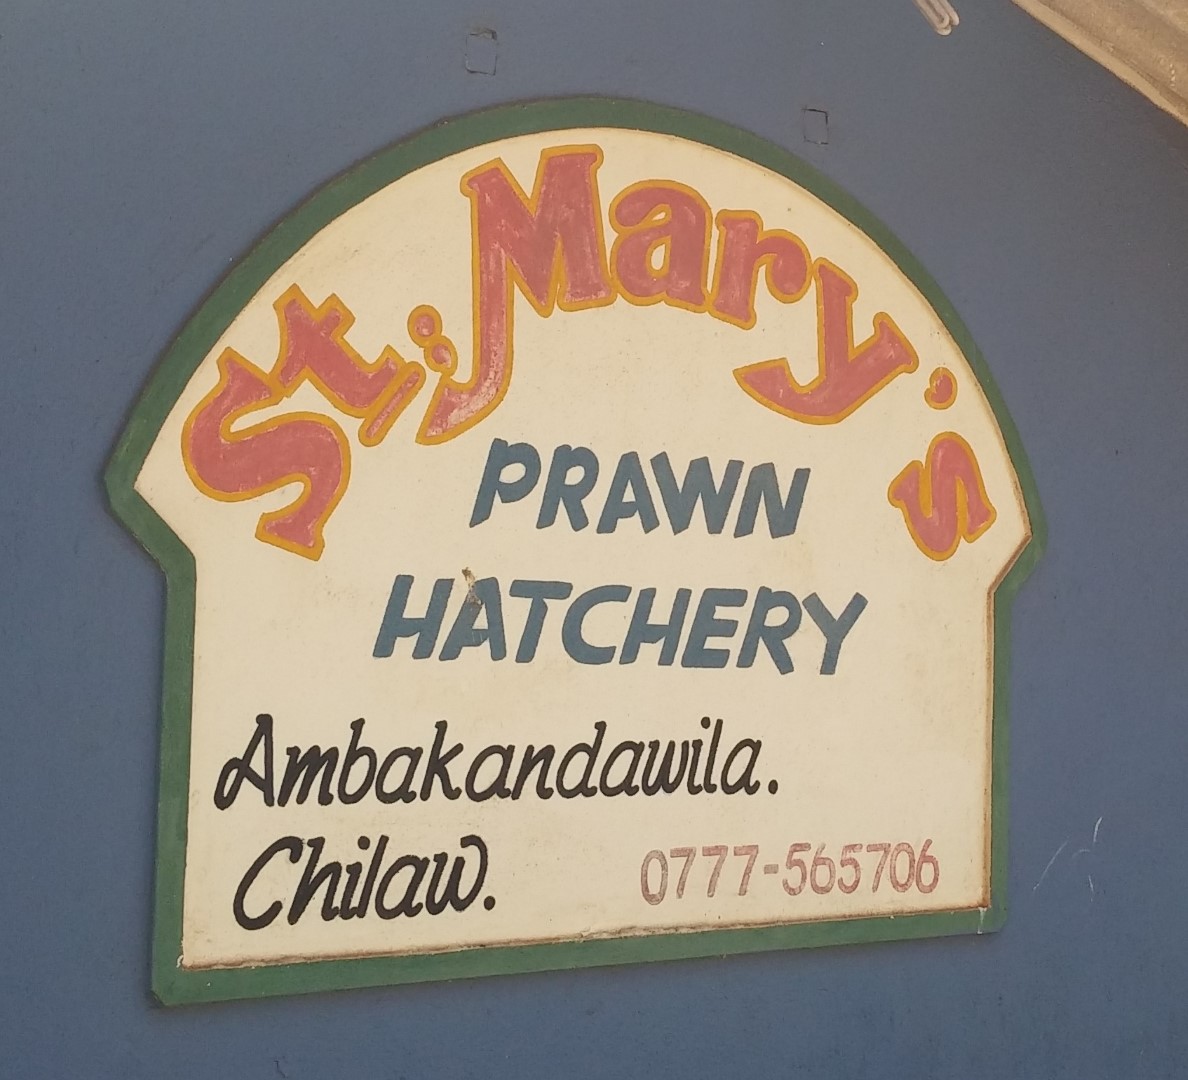 St. Mary's
PRAWN
HATCHERY
Ambakandawila.
Chilaw.
0777-565706